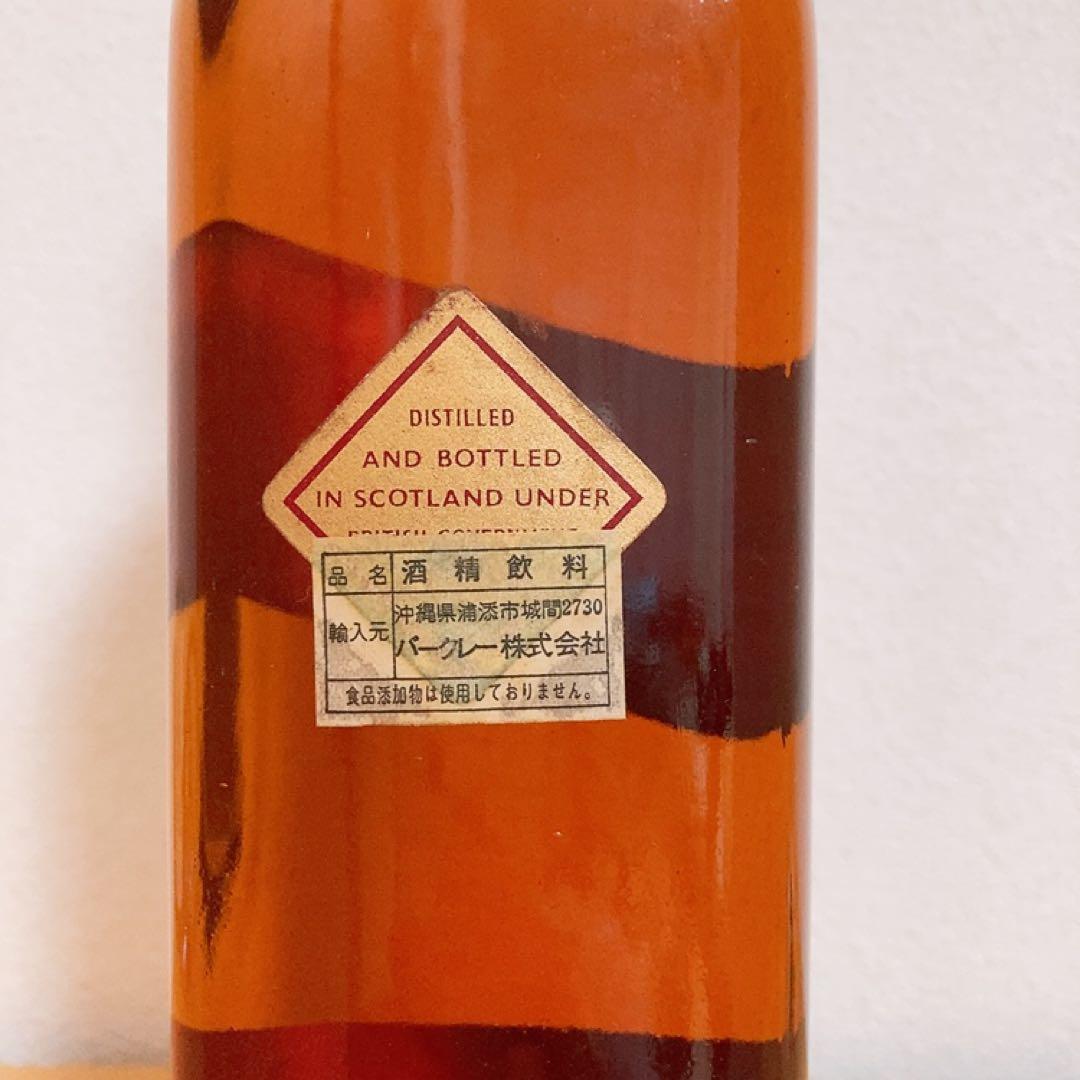 DISTILLED
AND BOTTLED
IN SCOTLAND UNDER
BRITISH GOVERNMENT
品名 酒精飲料
輸入元 沖縄県浦添市城間2730
バークレー株式会社
食品添加物は使用しておりません。